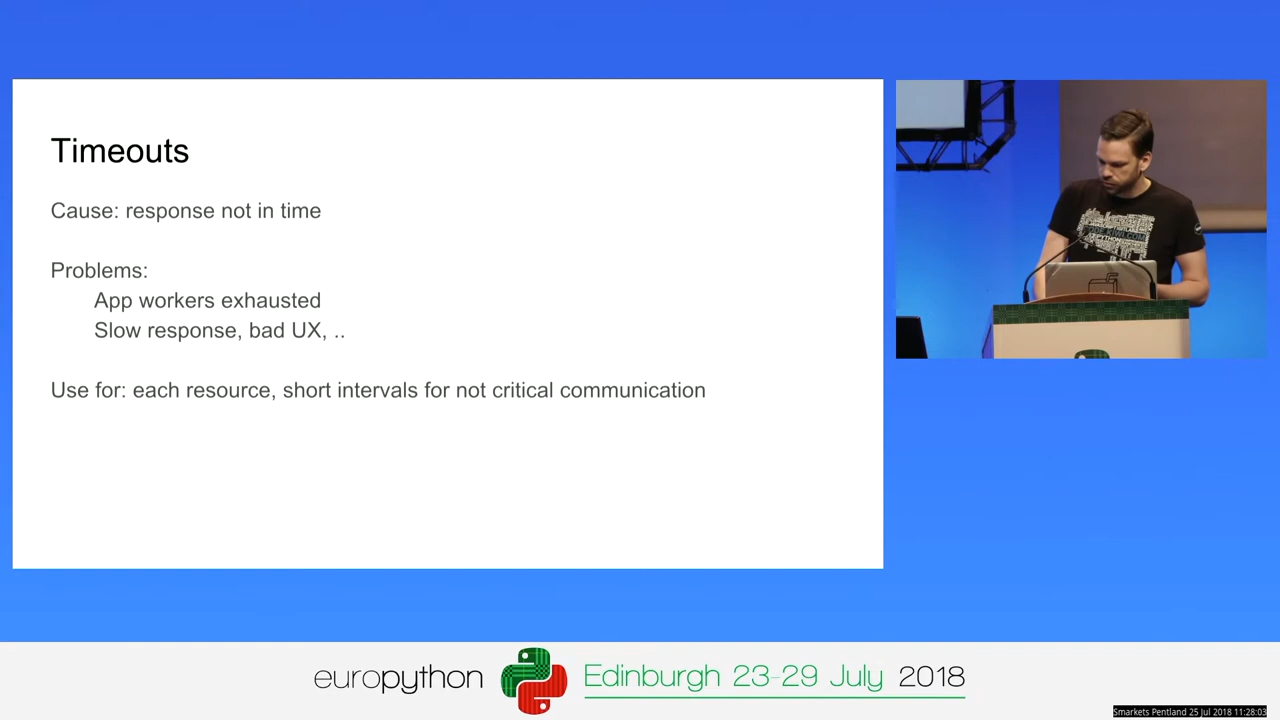 Timeouts
Cause: response not in time
Problems:
App workers exhausted
Slow response, bad UX, ..
Use for: each resource, short intervals for not critical communication
europython
Edinburgh 23-29 July 2018
Smarkets Pentland 25 Jul 2018 11:28:03